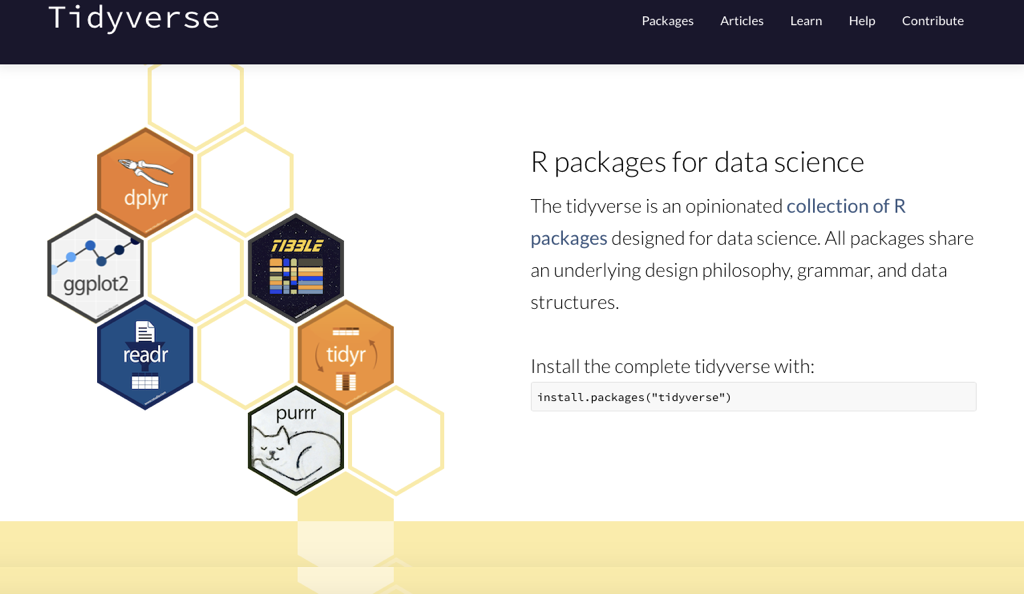 Tidyverse
Packages Articles Learn Help Contribute
dplyr
ggplot2
TIBBLE
readr
tidyr
purrr
R packages for data science
The tidyverse is an opinionated collection of R
packages designed for data science. All packages share
an underlying design philosophy, grammar, and data
structures.
Install the complete tidyverse with:
install.packages("tidyverse")